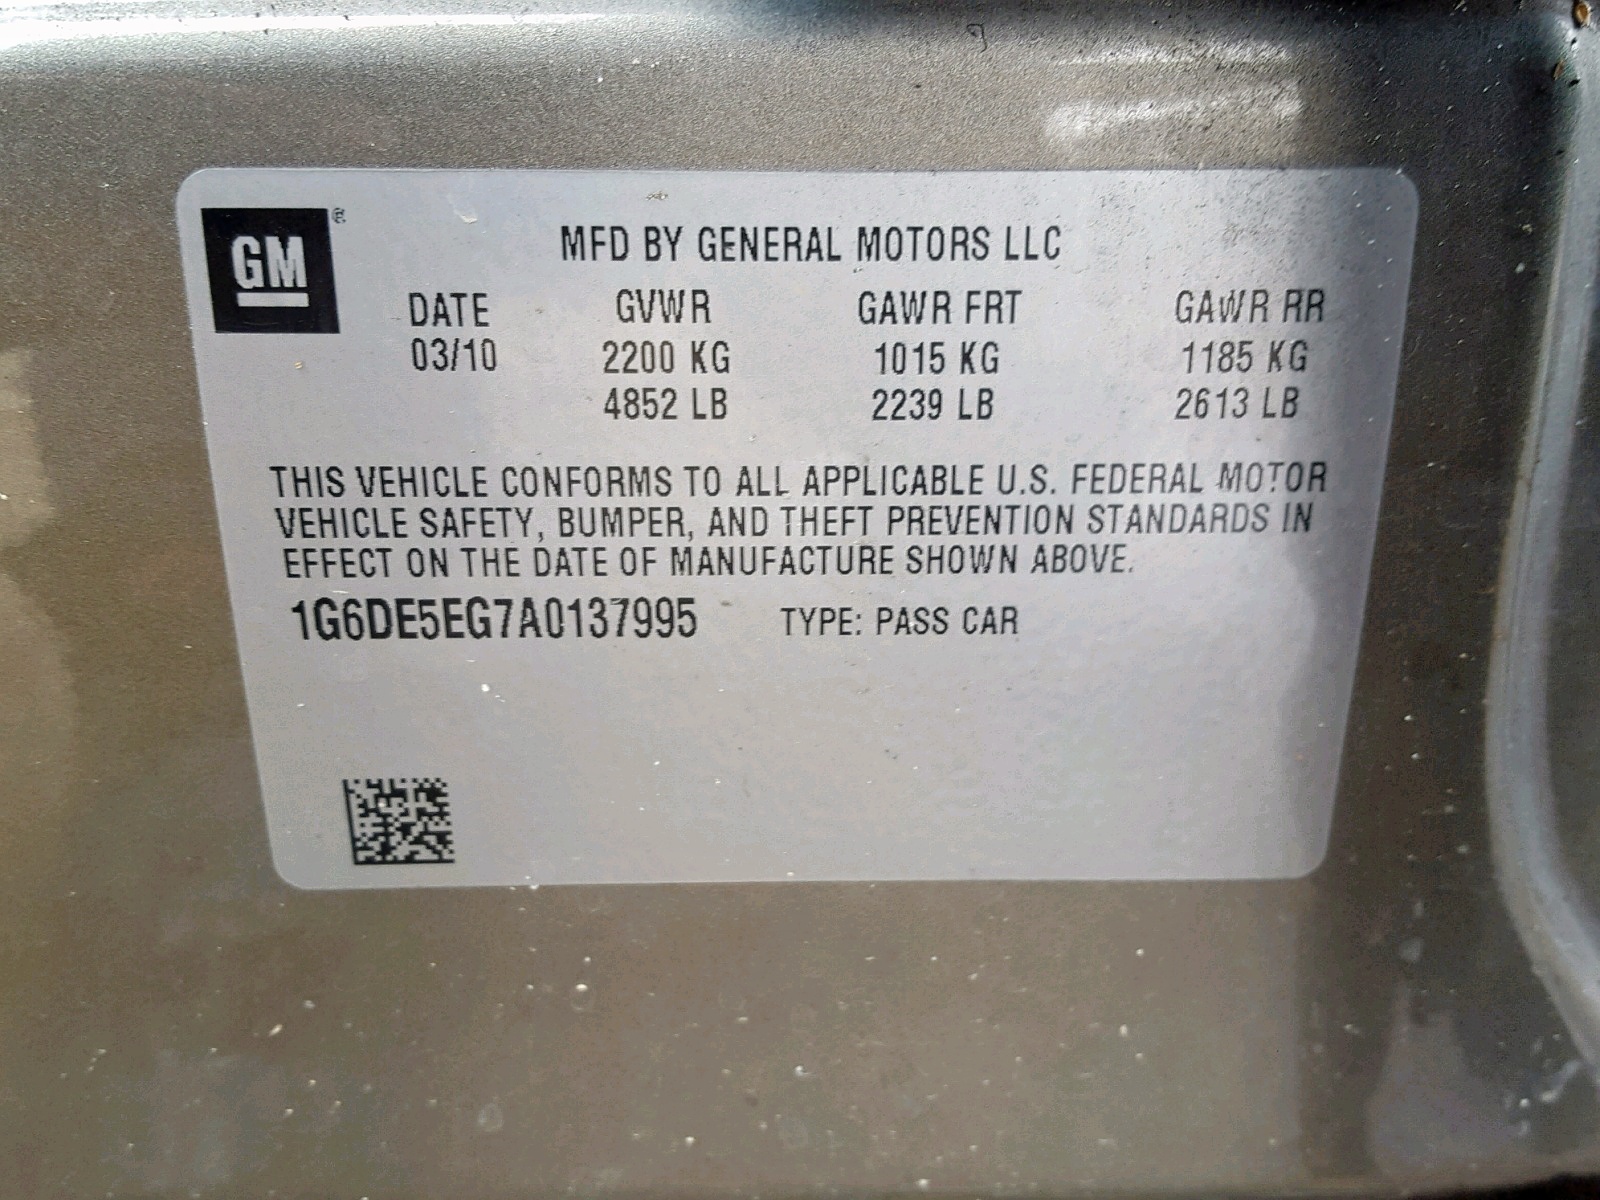 GM ®
MFD BY GENERAL MOTORS LLC
DATE GVWR GAWR FRT GAWR RR
03/10 2200 KG 1015 KG 1185 KG
4852 LB 2239 LB 2613 LB
THIS VEHICLE CONFORMS TO ALL APPLICABLE U.S. FEDERAL MOTOR
VEHICLE SAFETY, BUMPER, AND THEFT PREVENTION STANDARDS IN
EFFECT ON THE DATE OF MANUFACTURE SHOWN ABOVE.
1G6DE5EG7A0137995 TYPE: PASS CAR